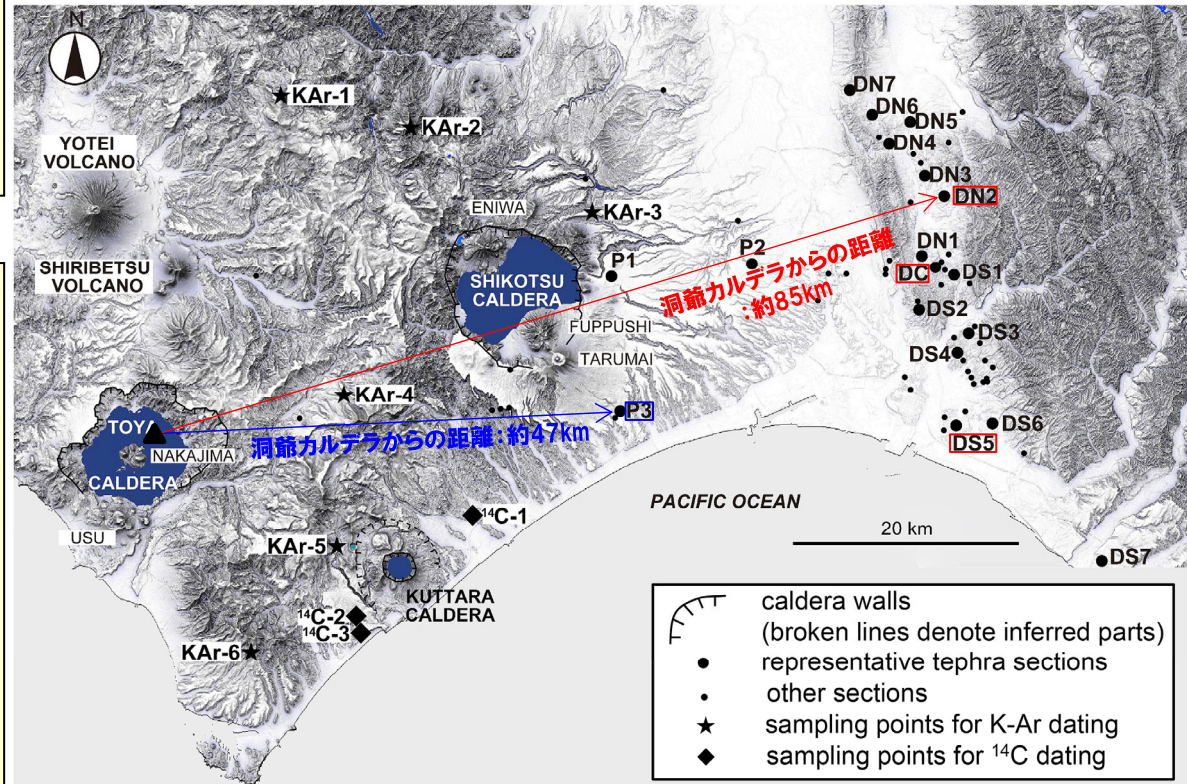 N
KAr-1
KAr-2
YOTEI
VOLCANO
ENIWA
KAr-3
SHIRIBETSU
VOLCANO
SHIKOTSU
CALDERA
P1
P2
FUPPUSHI
TARUMAI
DN7
DN6
DN5
DN4
DN3
DN2
DN1
DC
DS1
DS2
DS3
DS4
DS5
DS6
DS7
洞爺カルデラからの距離
:約85km
KAr-4
P3
洞爺カルデラからの距離:約47km
TOYA
NAKAJIMA
CALDERA
USU
14C-1
KAr-5
KUTTARA
CALDERA
14C-2
14C-3
KAr-6
PACIFIC OCEAN
20 km
caldera walls
(broken lines denote inferred parts)
representative tephra sections
other sections
sampling points for K-Ar dating
sampling points for 14C dating